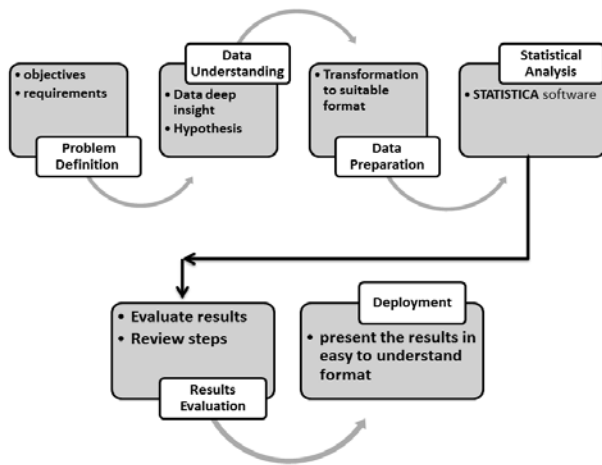 • objectives
• requirements
Problem
Definition
Data
Understanding
• Data deep
insight
• Hypothesis
• Transformation
to suitable
format
Data
Preparation
Statistical
Analysis
• STATISTICA software
• Evaluate results
• Review steps
Results
Evaluation
Deployment
• present the results in
easy to understand
format